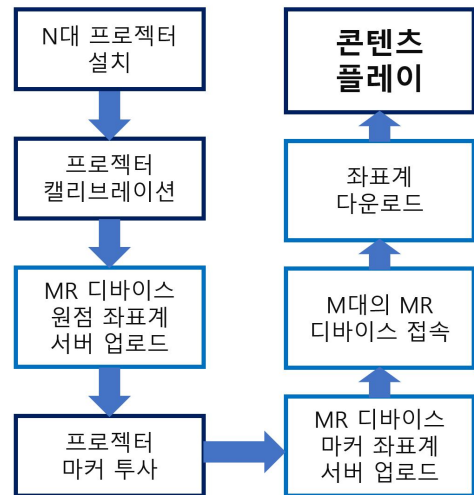 N대 프로젝터
설치
프로젝터
캘리브레이션
MR 디바이스
원점 좌표계
서버 업로드
프로젝터
마커 투사
MR 디바이스
마커 좌표계
서버 업로드
M대의 MR
디바이스 접속
좌표계
다운로드
콘텐츠
플레이